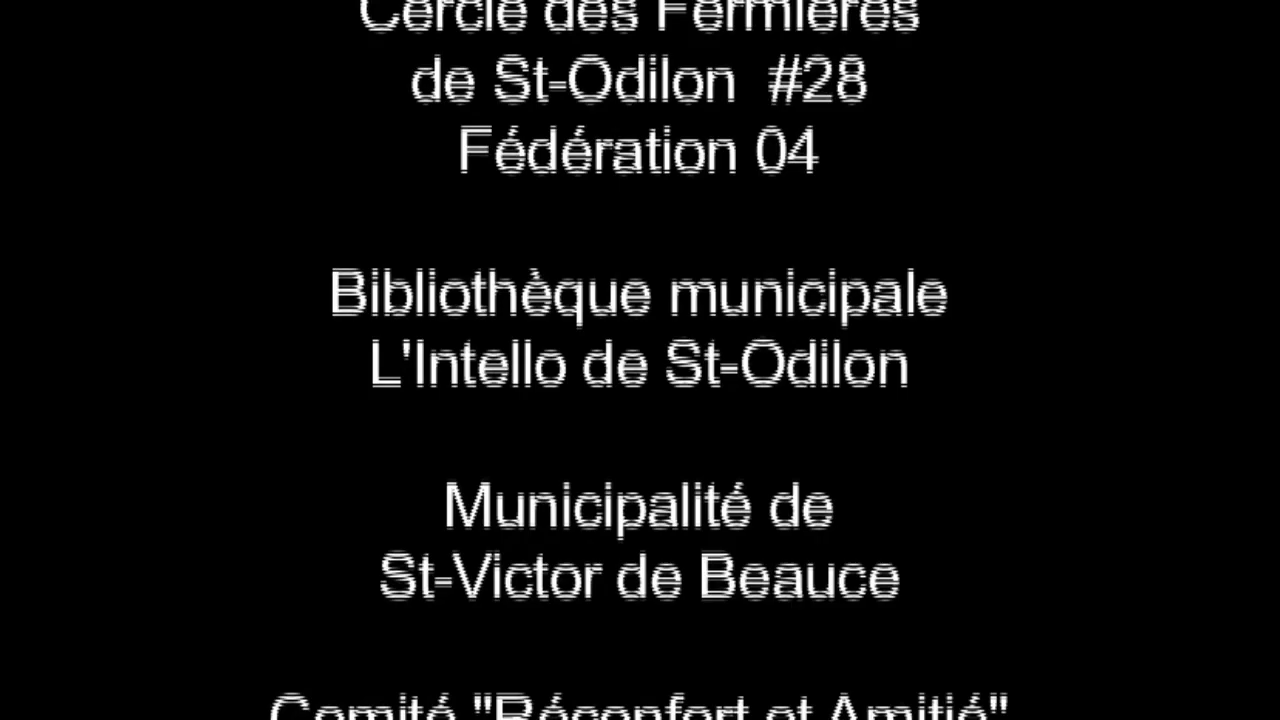 Cercle des Fermières
de St-Odilon #28
Fédération 04
Bibliothèque municipale
L'Intello de St-Odilon
Municipalité de
St-Victor de Beauce
Comité "Réconfort et Amitié"